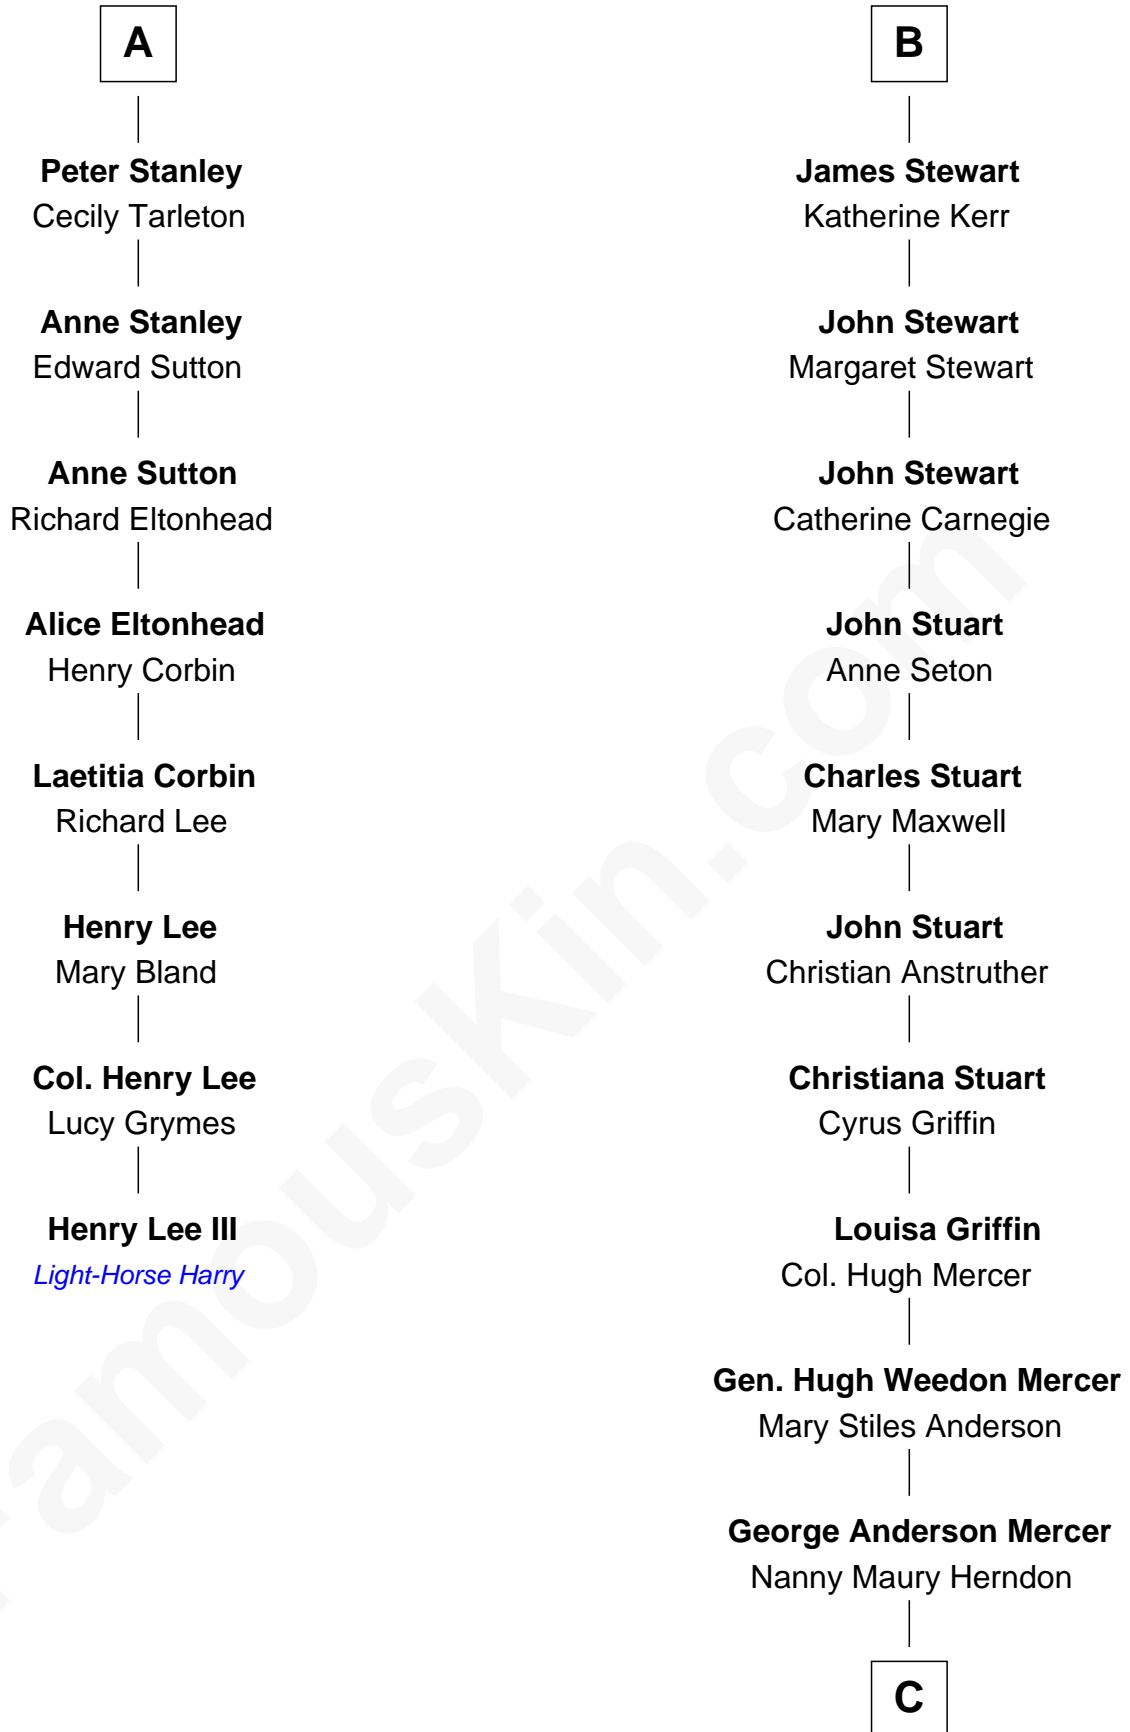 A
Peter Stanley
Cecily Tarleton
Anne Stanley
Edward Sutton
Anne Sutton
Richard Eltonhead
Alice Eltonhead
Henry Corbin
Laetitia Corbin
Richard Lee
Henry Lee
Mary Bland
Col. Henry Lee
Lucy Grymes
Henry Lee III
Light-Horse Harry
B
James Stewart
Katherine Kerr
John Stewart
Margaret Stewart
John Stewart
Catherine Carnegie
John Stuart
Anne Seton
Charles Stuart
Mary Maxwell
John Stuart
Christian Anstruther
Christiana Stuart
Cyrus Griffin
Louisa Griffin
Col. Hugh Mercer
Gen. Hugh Weedon Mercer
Mary Stiles Anderson
George Anderson Mercer
Nanny Maury Herndon
C
FamousKin.com